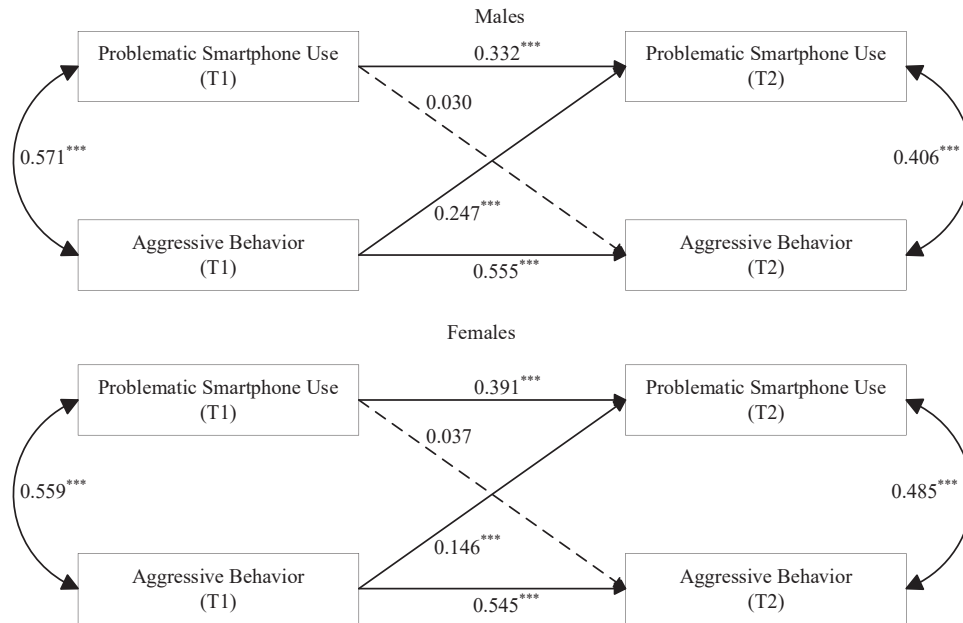 Males
Problematic Smartphone Use
(T1)
0.332***
Problematic Smartphone Use
(T2)
0.030
0.571***
0.406***
0.247***
Aggressive Behavior
(T1)
0.555***
Aggressive Behavior
(T2)
Females
Problematic Smartphone Use
(T1)
0.391***
Problematic Smartphone Use
(T2)
0.037
0.559***
0.485***
0.146***
Aggressive Behavior
(T1)
0.545***
Aggressive Behavior
(T2)